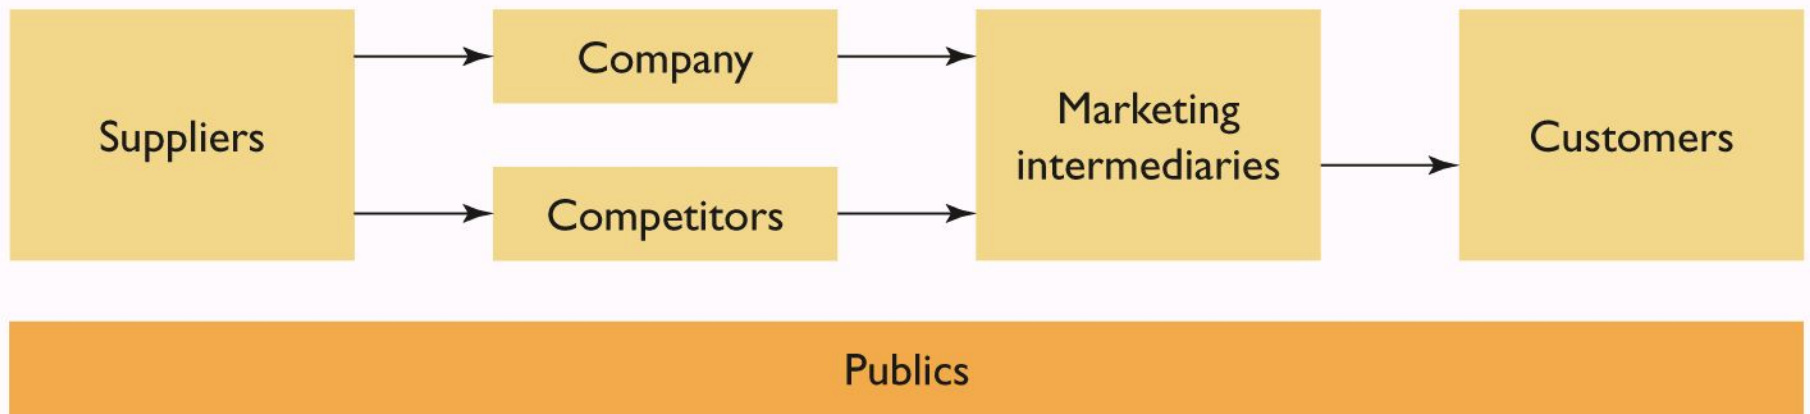 Suppliers
Company
Competitors
Marketing
intermediaries
Customers
Publics